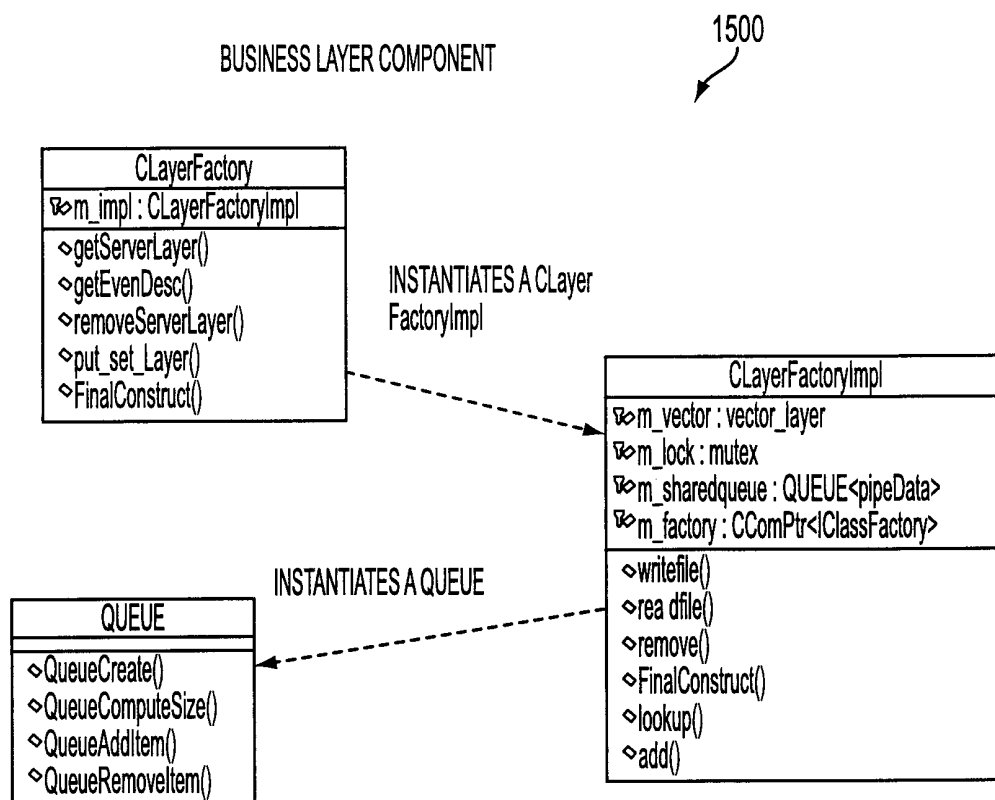 1500
BUSINESS LAYER COMPONENT
CLayerFactory
m_impl : CLayerFactoryImpl
getServerLayer()
getEvenDesc()
removeServerLayer()
put_set_Layer()
FinalConstruct()
INSTANTIATES A CLayer
FactoryImpl
CLayerFactoryImpl
m_vector : vector_layer
m_lock : mutex
m_sharedqueue : QUEUE<pipeData>
m_factory : CComPtr<IClassFactory>
writefile()
rea dfile()
remove()
FinalConstruct()
lookup()
add()
INSTANTIATES A QUEUE
QUEUE
QueueCreate()
QueueComputeSize()
QueueAddItem()
QueueRemoveItem()